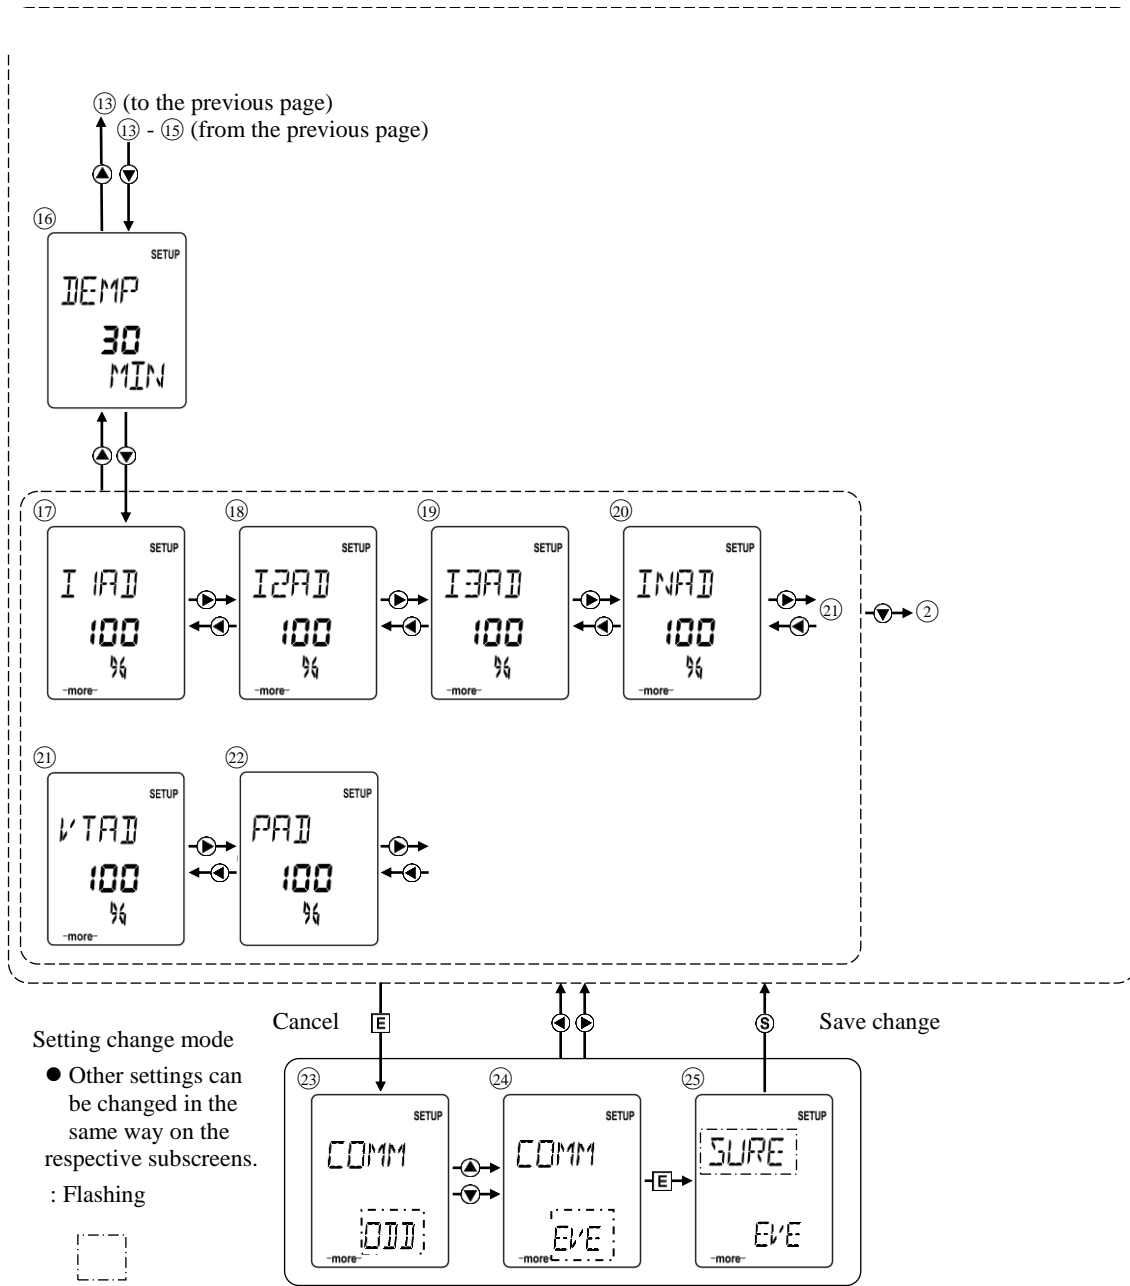 ⑬ (to the previous page)
⑬ - ⑮ (from the previous page)
⑯
SETUP
DEMP
30
MIN
⑰ ⑱ ⑲ ⑳
SETUP SETUP SETUP SETUP
I1AD I2AD I3AD INAD
㉑ ②
100 100 100 100
% % % %
-more- -more- -more- -more-
㉑ ㉒
SETUP SETUP
VTAD PAD
100 100
% %
-more-
Cancel E S Save change
Setting change mode
● Other settings can
be changed in the
same way on the
respective subscreens.
: Flashing
㉓ ㉔ ㉕
SETUP SETUP SETUP
COMM COMM SURE
E
ODD EVE EVE
-more- -more- -more-